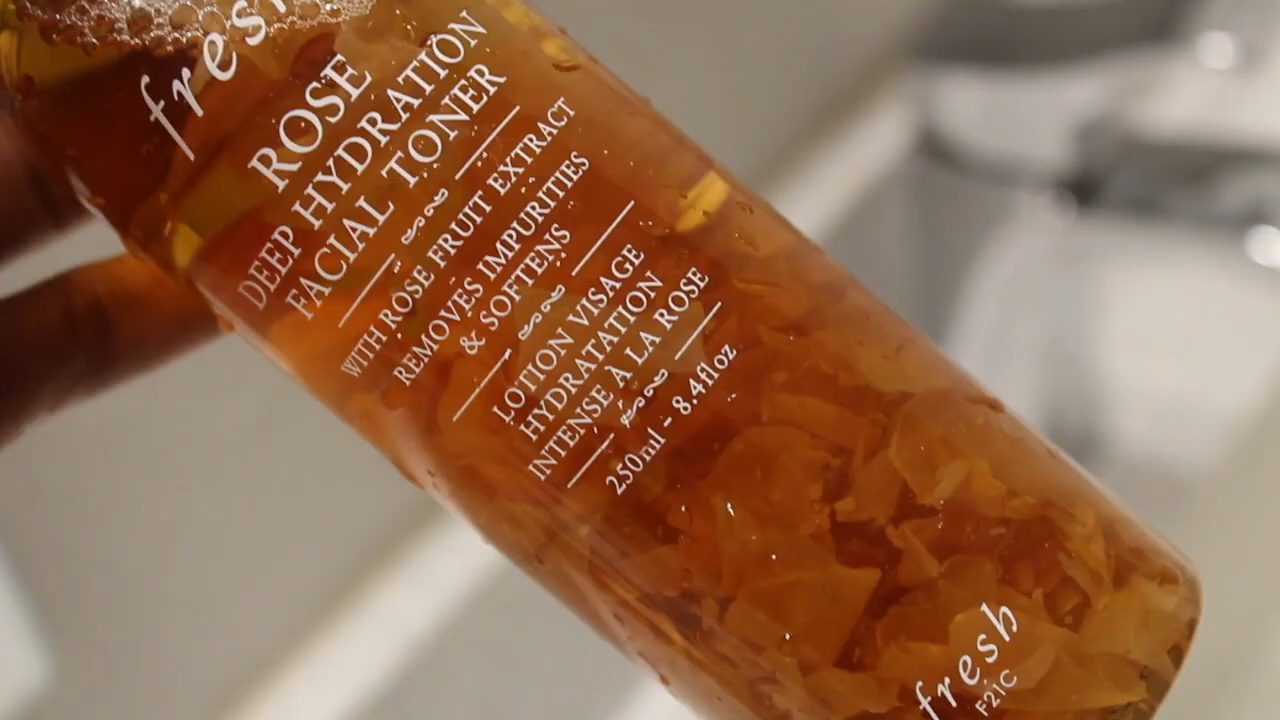 fresh
ROSE
DEEP HYDRATION
FACIAL TONER
WITH ROSE FRUIT EXTRACT
REMOVES IMPURITIES
& SOFTENS
LOTION VISAGE
HYDRATATION
INTENSE À LA ROSE
250ml - 8.4fl oz
fresh
F21C